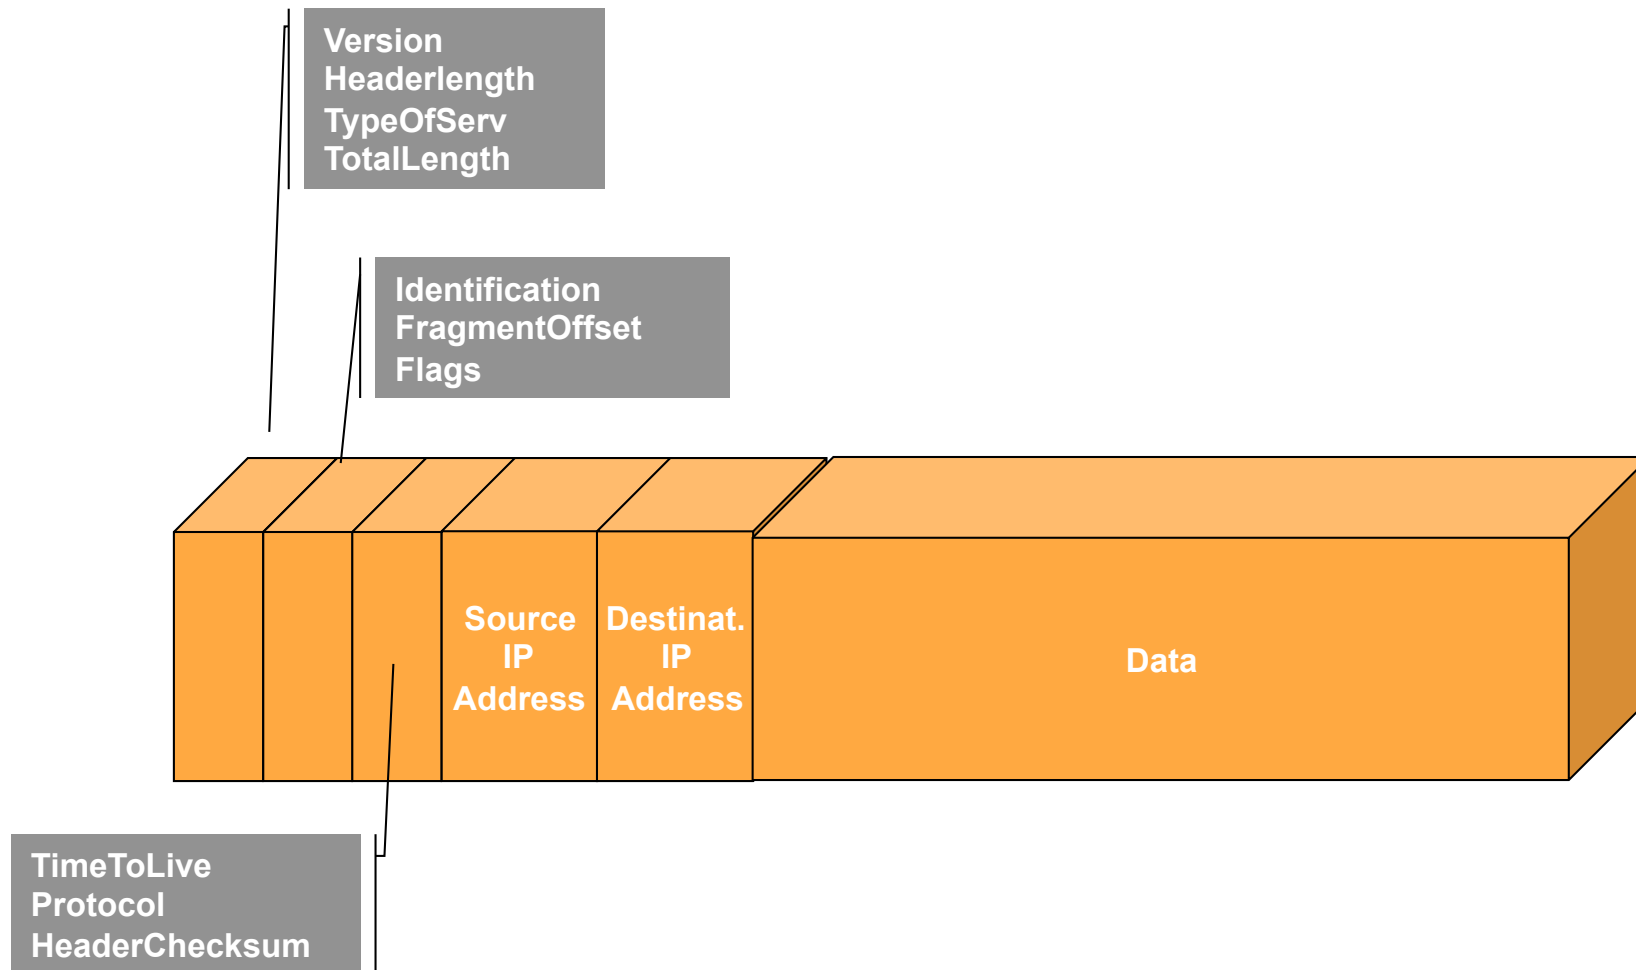 Version
Headerlength
TypeOfServ
TotalLength
Identification
FragmentOffset
Flags
Source
IP
Address
Destinat.
IP
Address
Data
TimeToLive
Protocol
HeaderChecksum